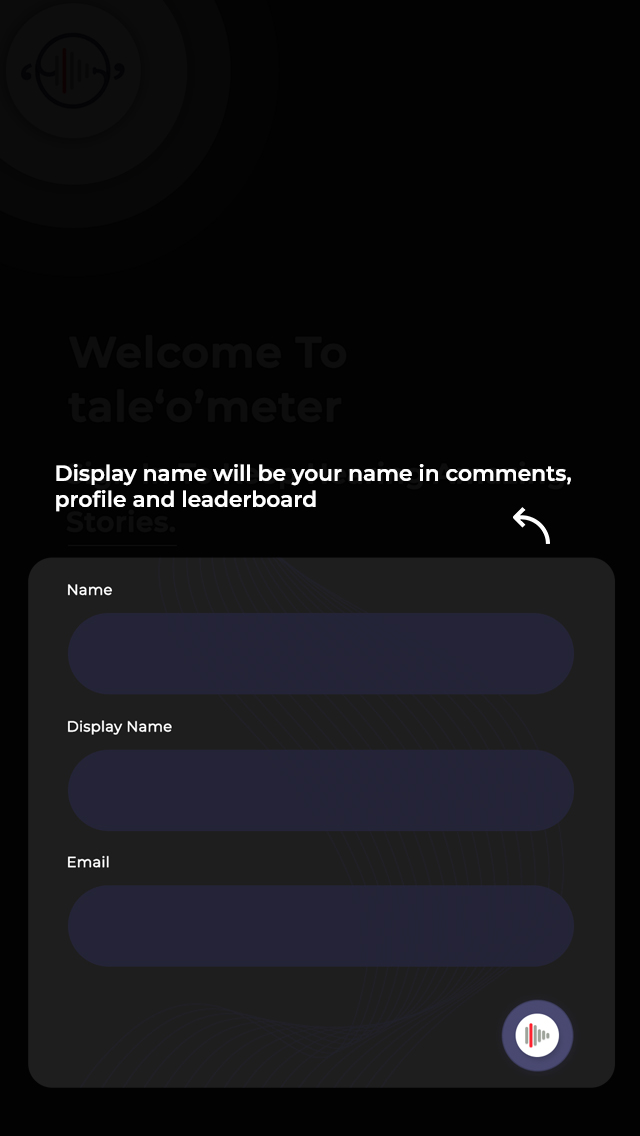 Welcome To
tale‘o’meter
Display name will be your name in comments,
profile and leaderboard
Stories.
Name
Display Name
Email